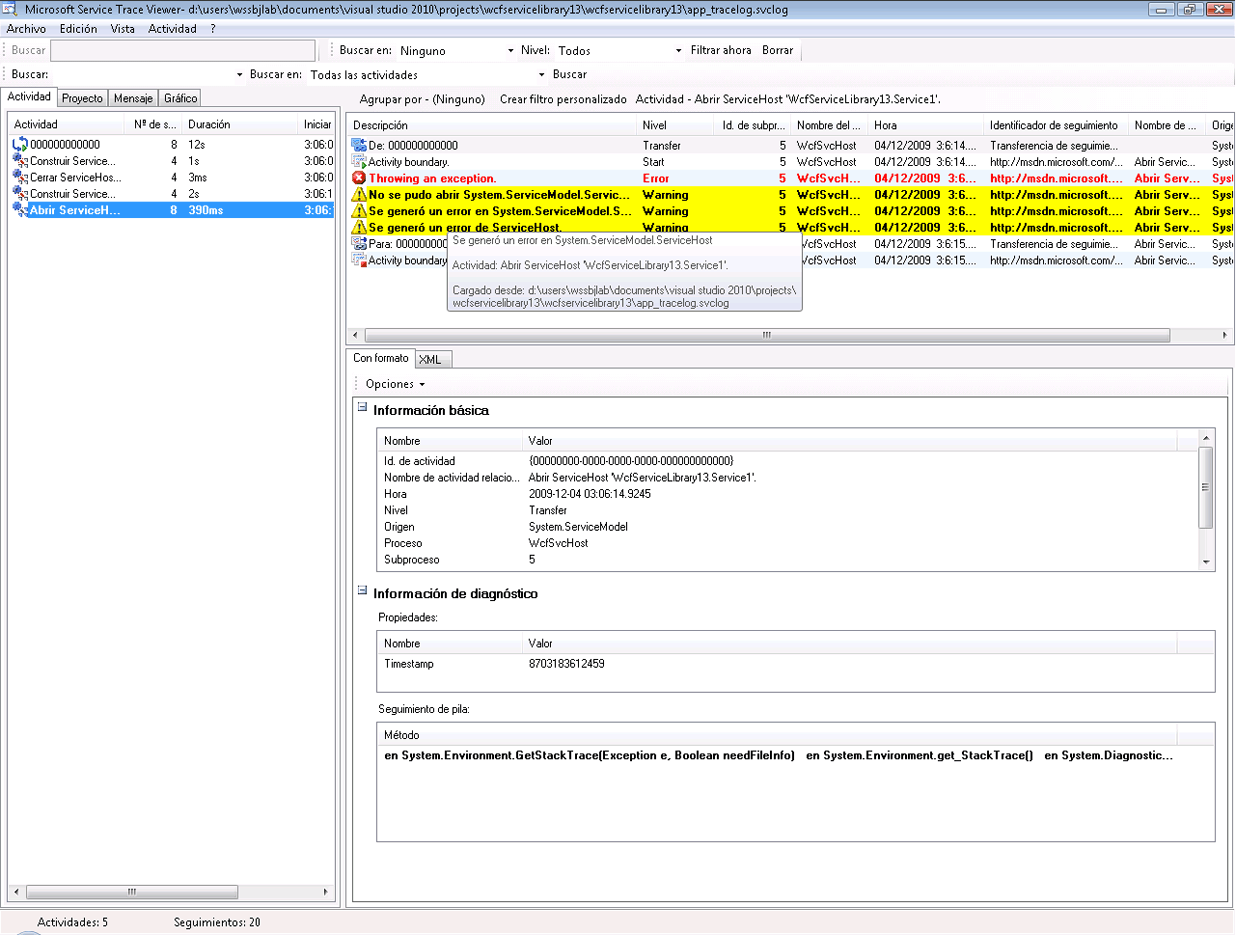 Microsoft Service Trace Viewer- d:\users\wssbjlab\documents\visual studio 2010\projects\wcfservicelibrary13\wcfservicelibrary13\app_tracelog.svclog
Archivo Edición Vista Actividad ?
Buscar Buscar en: Ninguno Nivel: Todos Filtrar ahora Borrar
Buscar: Buscar en: Todas las actividades Buscar
Actividad Proyecto Mensaje Gráfico
Actividad Nº de s... Duración Iniciar
000000000000 8 12s 3:06:0
Construir Service... 4 1s 3:06:0
Cerrar ServiceHos... 4 3ms 3:06:0
Construir Service... 4 2s 3:06:1
Abrir ServiceH... 8 390ms 3:06:
Agrupar por - (Ninguno) Crear filtro personalizado Actividad - Abrir ServiceHost 'WcfServiceLibrary13.Service1'.
Descripción Nivel Id. de subpr... Nombre del ... Hora Identificador de seguimiento Nombre de ... Orige
De: 000000000000 Transfer 5 WcfSvcHost 04/12/2009 3:6:14... Transferencia de seguimie... Syste
Activity boundary. Start 5 WcfSvcHost 04/12/2009 3:6:14... http://msdn.microsoft.com/... Abrir Servic... Syste
Throwing an exception. Error 5 WcfSvcH... 04/12/2009 3:6... http://msdn.microsoft.... Abrir Serv... Syst
No se pudo abrir System.ServiceModel.Servic... Warning 5 WcfSvcH... 04/12/2009 3:6... http://msdn.microsoft.... Abrir Serv... Syst
Se generó un error en System.ServiceModel.S... Warning 5 WcfSvcH... 04/12/2009 3:6... http://msdn.microsoft.... Abrir Serv... Syst
Se generó un error de ServiceHost. Warning 5 WcfSvcH... 04/12/2009 3:6... http://msdn.microsoft.... Abrir Serv... Syst
Para: 000000000 WcfSvcHost 04/12/2009 3:6:15... Transferencia de seguimie... Abrir Servic... Syste
Activity boundary WcfSvcHost 04/12/2009 3:6:15... http://msdn.microsoft.com/... Abrir Servic... Syste
Se generó un error en System.ServiceModel.ServiceHost
Actividad: Abrir ServiceHost 'WcfServiceLibrary13.Service1'.
Cargado desde: d:\users\wssbjlab\documents\visual studio 2010\projects\
wcfservicelibrary13\wcfservicelibrary13\app_tracelog.svclog
Con formato XML
Opciones
Información básica
Nombre Valor
Id. de actividad {00000000-0000-0000-0000-000000000000}
Nombre de actividad relacio... Abrir ServiceHost 'WcfServiceLibrary13.Service1'.
Hora 2009-12-04 03:06:14.9245
Nivel Transfer
Origen System.ServiceModel
Proceso WcfSvcHost
Subproceso 5
Información de diagnóstico
Propiedades:
Nombre Valor
Timestamp 8703183612459
Seguimiento de pila:
Método
en System.Environment.GetStackTrace(Exception e, Boolean needFileInfo) en System.Environment.get_StackTrace() en System.Diagnostic...
Actividades: 5 Seguimientos: 20